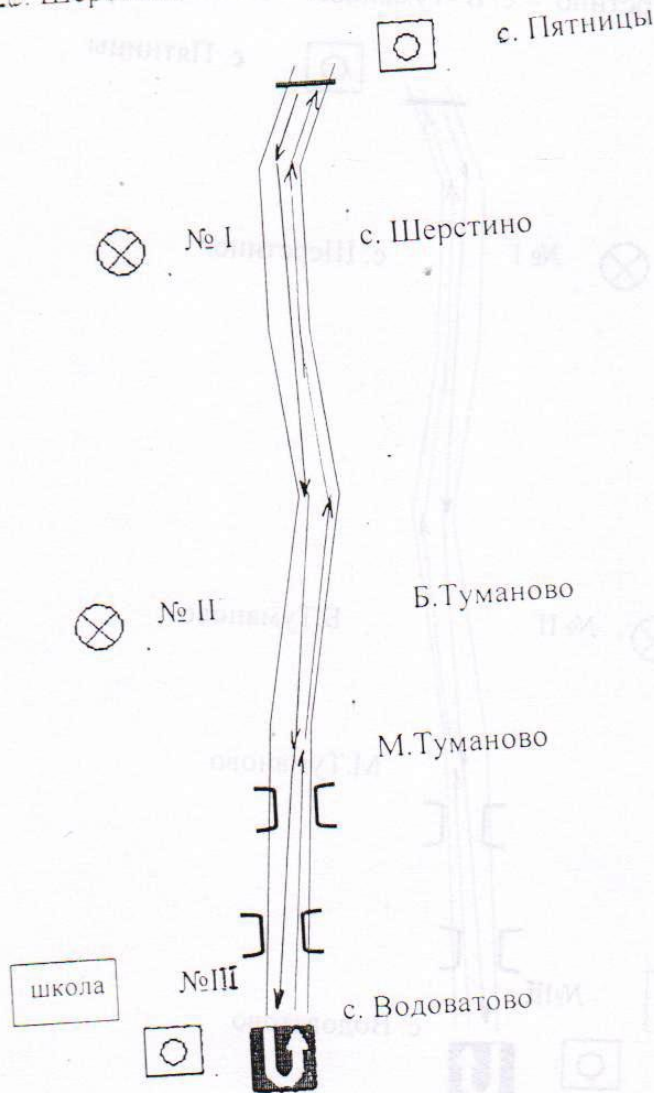 с. Пятницы
№ I
с. Шерстино
№ II
Б.Туманово
М.Туманово
школа
№III
с. Водоватово